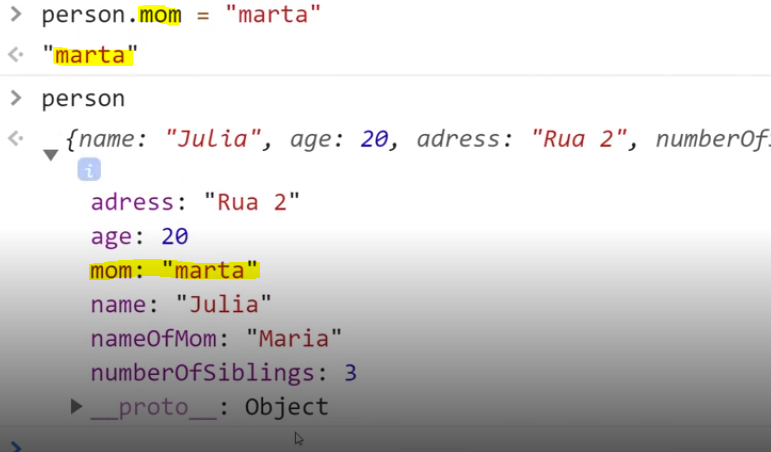 > person.mom = "marta"
<· "marta"
> person
<· ▼ {name: "Julia", age: 20, adress: "Rua 2", numberOf
i
adress: "Rua 2"
age: 20
mom: "marta"
name: "Julia"
nameOfMom: "Maria"
numberOfSiblings: 3
▶ __proto__: Object
>